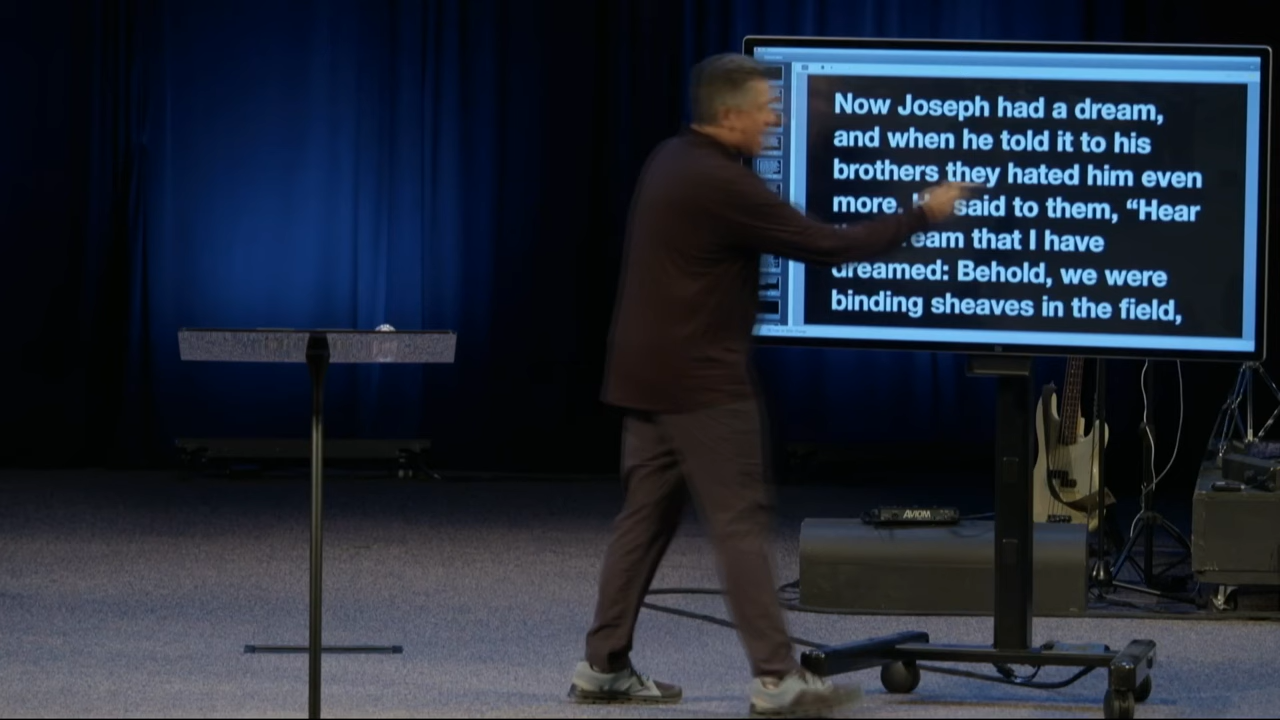 Now Joseph had a dream,
and when he told it to his
brothers they hated him even
more. said to them, “Hear
that I have
dreamed: Behold, we were
binding sheaves in the field,
AVIOM